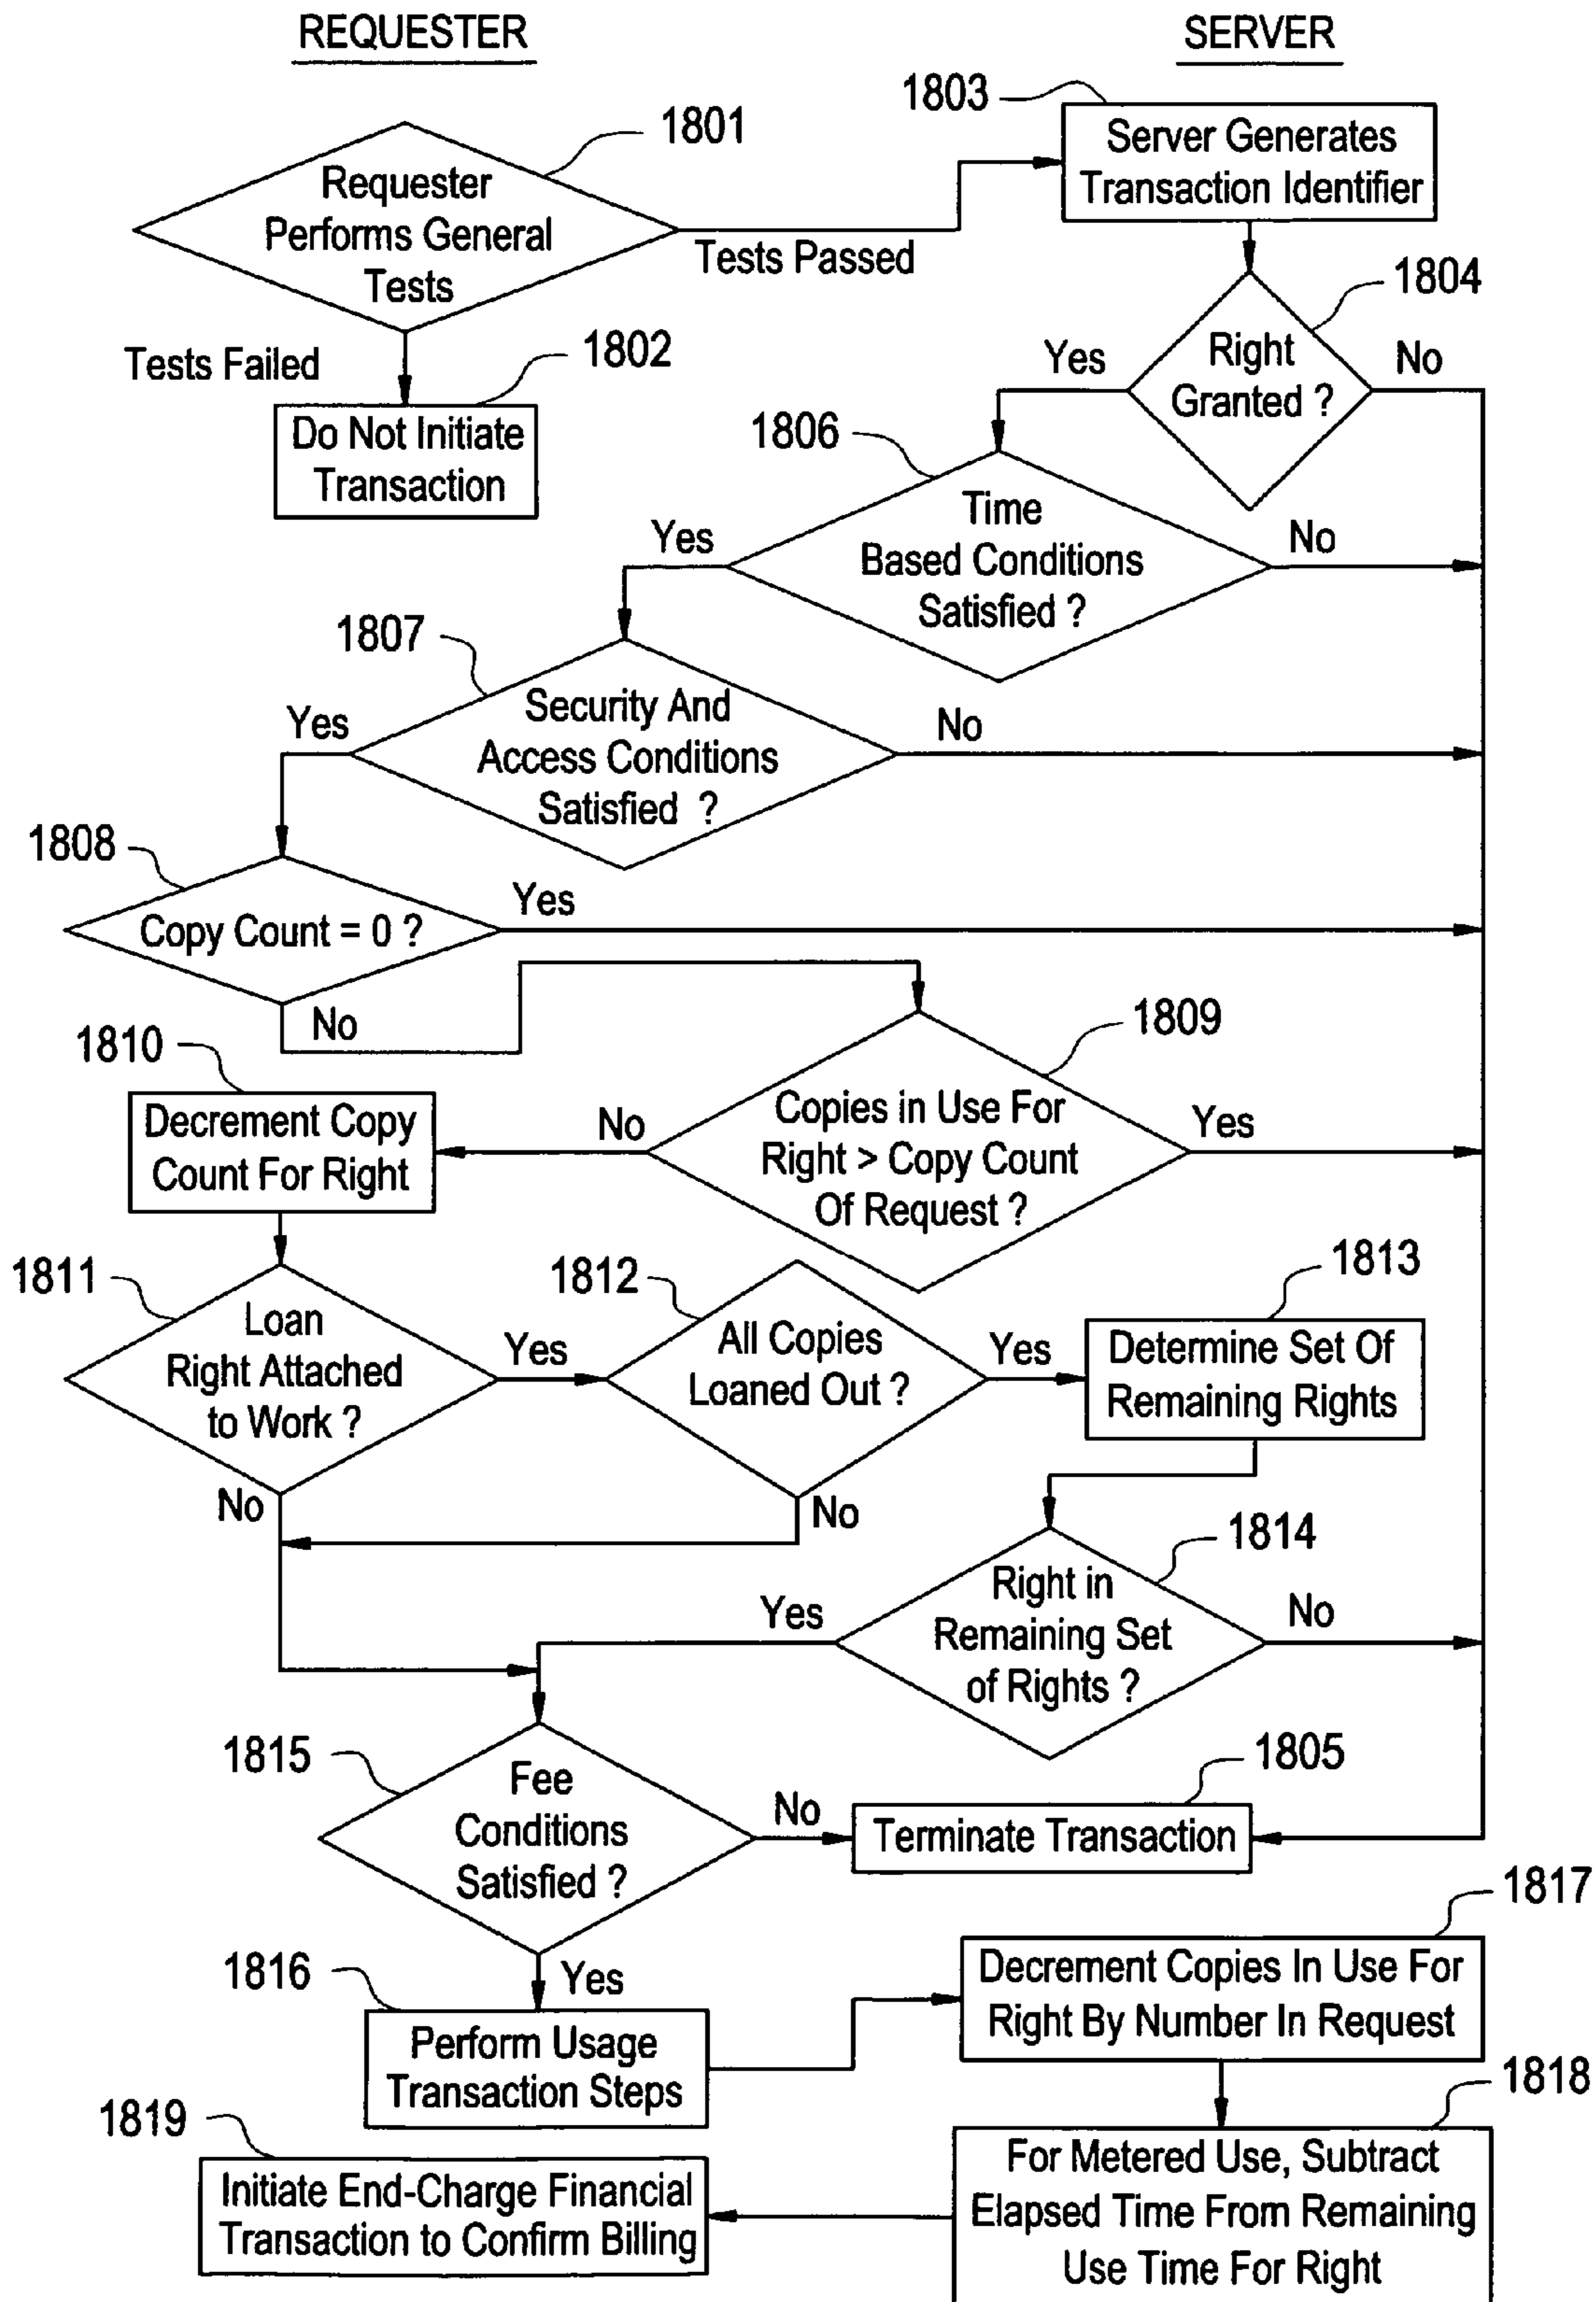 REQUESTER
SERVER
1803
Server Generates
Transaction Identifier
1801
Requester
Performs General
Tests
Tests Passed
1804
Right
Granted ?
Yes
No
Tests Failed
1802
Do Not Initiate
Transaction
1806
Time
Based Conditions
Satisfied ?
Yes
No
1807
Security And
Access Conditions
Satisfied ?
Yes
No
1808
Copy Count = 0 ?
Yes
No
1809
Copies in Use For
Right > Copy Count
Of Request ?
No
Yes
1810
Decrement Copy
Count For Right
1811
Loan
Right Attached
to Work ?
Yes
No
1812
All Copies
Loaned Out ?
Yes
No
1813
Determine Set Of
Remaining Rights
1814
Right in
Remaining Set
of Rights ?
Yes
No
1815
Fee
Conditions
Satisfied ?
No
Yes
1805
Terminate Transaction
1816
Perform Usage
Transaction Steps
1817
Decrement Copies In Use For
Right By Number In Request
1818
For Metered Use, Subtract
Elapsed Time From Remaining
Use Time For Right
1819
Initiate End-Charge Financial
Transaction to Confirm Billing